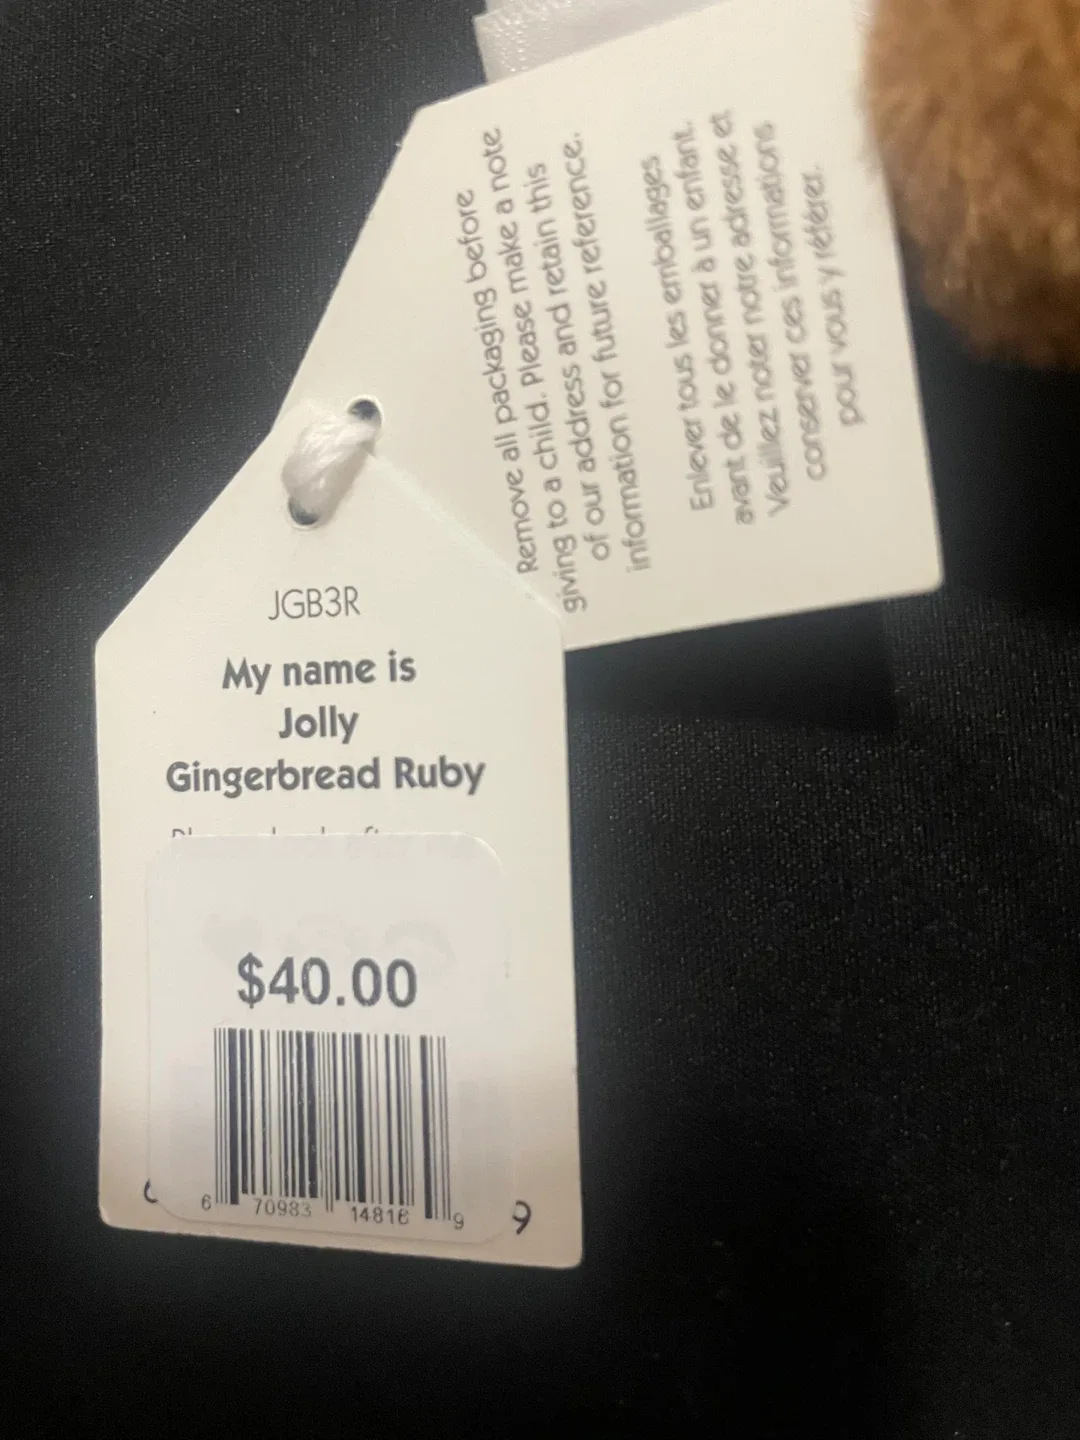 JGB3R
My name is
Jolly
Gingerbread Ruby
$40.00
6 70983 14816 9
9
Remove all packaging before
giving to a child. Please make a note
of our address and retain this
information for future reference.
Enlever tous les emballages
avant de le donner à un enfant.
Veuillez noter notre adresse et
conserver ces informations
pour vous y référer.